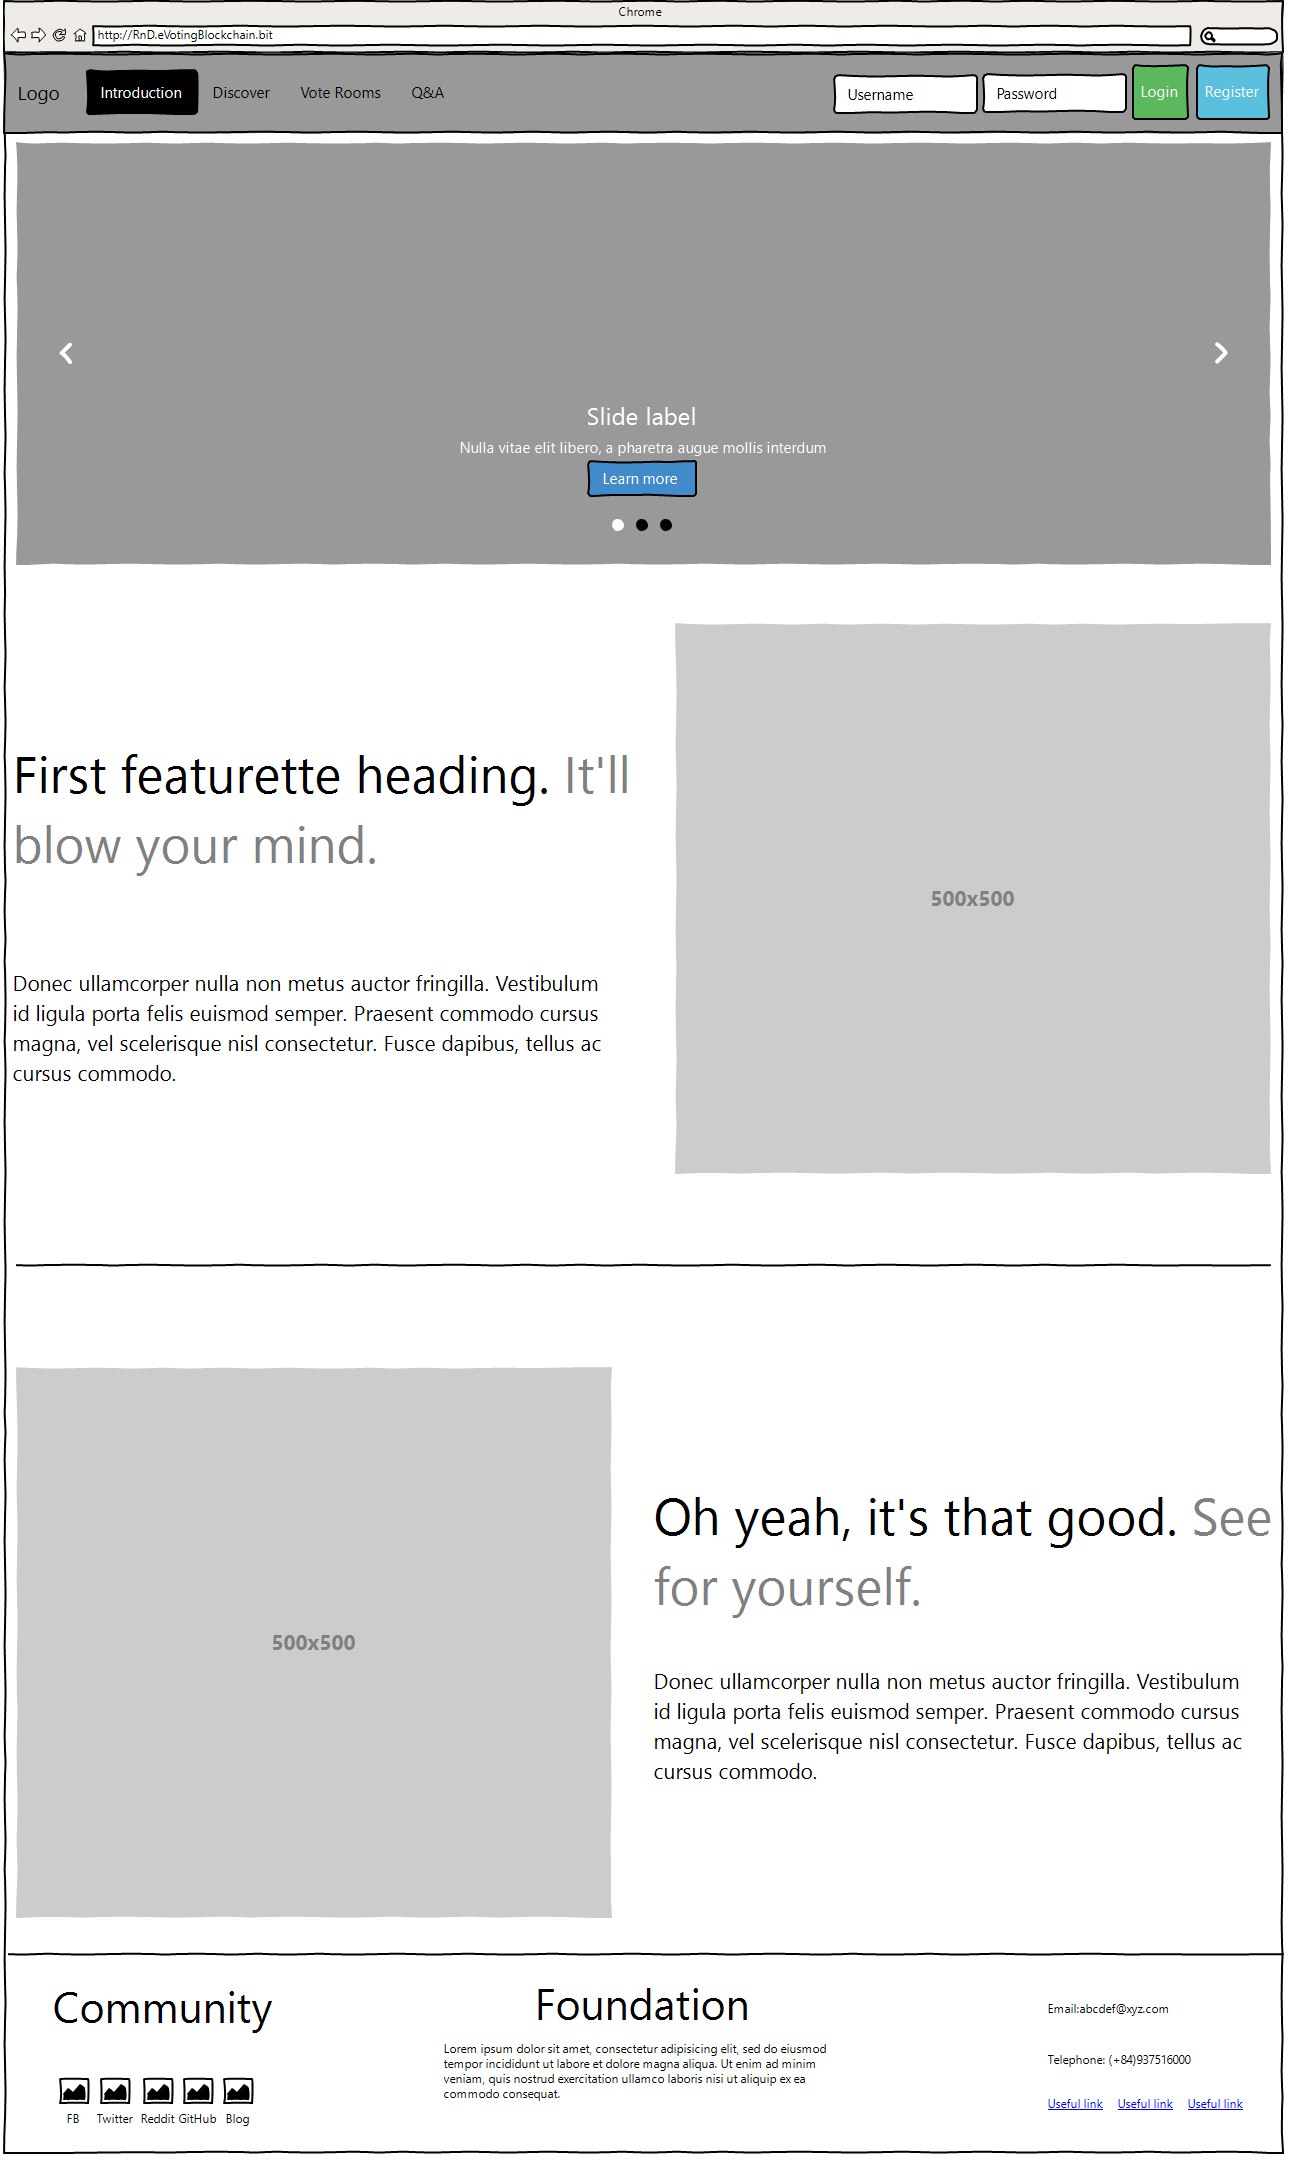 Chrome
http://RnD.eVotingBlockchain.bit
Logo Introduction Discover Vote Rooms Q&A Username Password Login Register
Slide label
Nulla vitae elit libero, a pharetra augue mollis interdum
Learn more
First featurette heading. It'll
blow your mind.
Donec ullamcorper nulla non metus auctor fringilla. Vestibulum
id ligula porta felis euismod semper. Praesent commodo cursus
magna, vel scelerisque nisl consectetur. Fusce dapibus, tellus ac
cursus commodo.
500x500
500x500
Oh yeah, it's that good. See
for yourself.
Donec ullamcorper nulla non metus auctor fringilla. Vestibulum
id ligula porta felis euismod semper. Praesent commodo cursus
magna, vel scelerisque nisl consectetur. Fusce dapibus, tellus ac
cursus commodo.
Community
FB Twitter Reddit GitHub Blog
Foundation
Lorem ipsum dolor sit amet, consectetur adipisicing elit, sed do eiusmod
tempor incididunt ut labore et dolore magna aliqua. Ut enim ad minim
veniam, quis nostrud exercitation ullamco laboris nisi ut aliquip ex ea
commodo consequat.
Email:abcdef@xyz.com
Telephone: (+84)937516000
Useful link Useful link Useful link